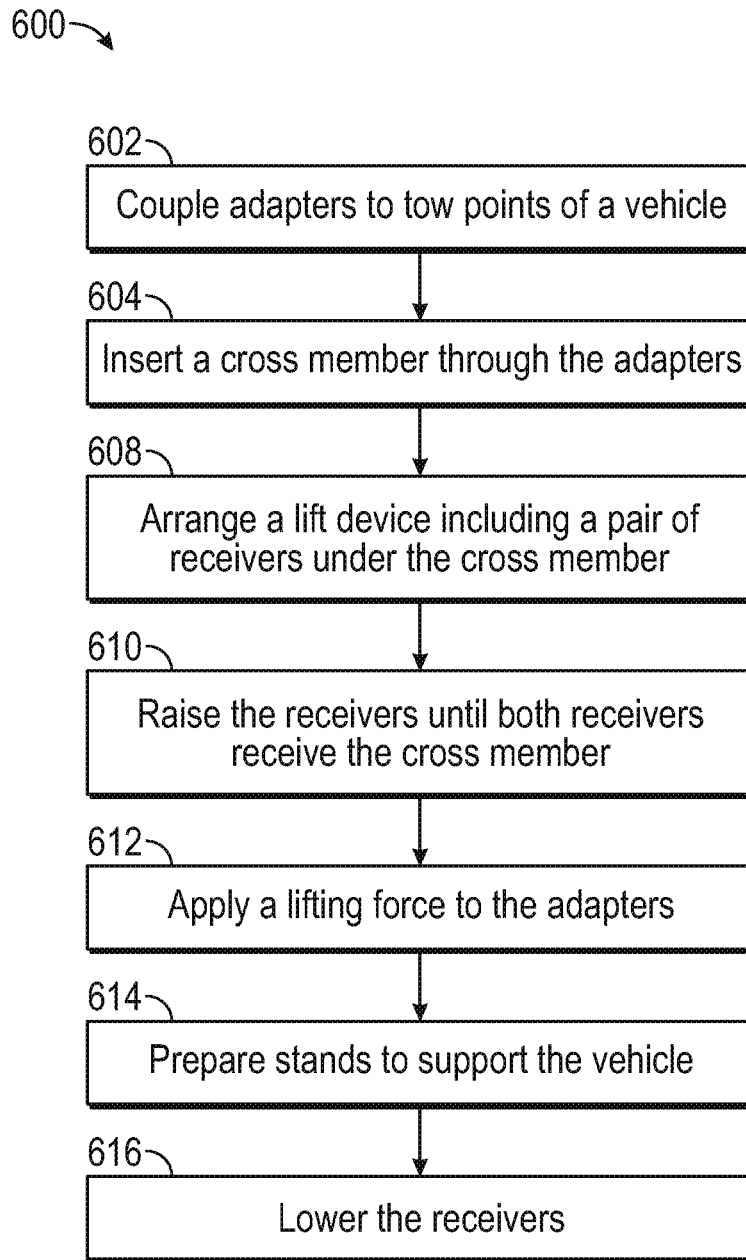 600
602
Couple adapters to tow points of a vehicle
604
Insert a cross member through the adapters
608
Arrange a lift device including a pair of
receivers under the cross member
610
Raise the receivers until both receivers
receive the cross member
612
Apply a lifting force to the adapters
614
Prepare stands to support the vehicle
616
Lower the receivers